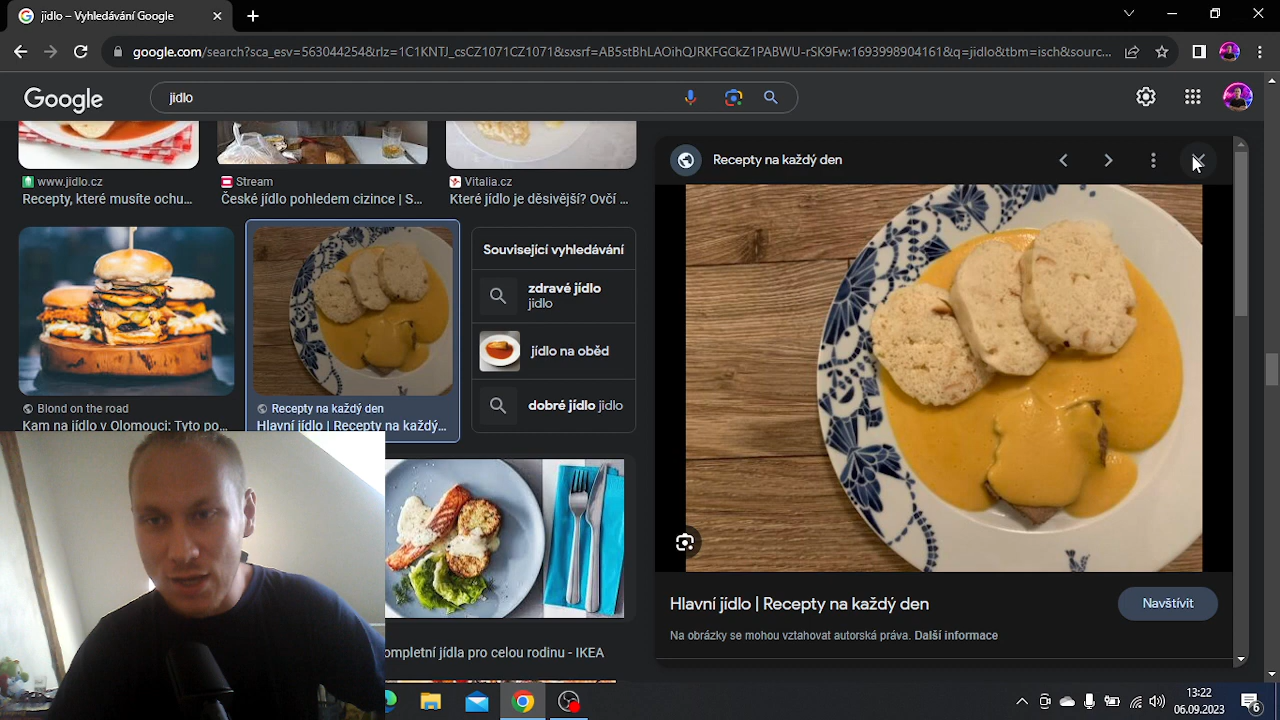 jídlo – Vyhledávání Google
google.com/search?sca_esv=563044254&rlz=1C1KNTJ_csCZ1071CZ1071&sxsrf=AB5stBhLAOihQJRKFGCkZ1PABWU-rSK9Fw:1693998904161&q=jídlo&tbm=isch&sourc...
Google
jídlo
www.jidlo.cz
Recepty, které musíte ochu...
Stream
České jídlo pohledem cizince | S...
Vitalia.cz
Které jídlo je děsivější? Ovčí ...
Recepty na každý den
Blond on the road
Kam na jídlo v Olomouci: Tyto po...
Recepty na každý den
Hlavní jídlo | Recepty na každý...
Související vyhledávání
zdravé jídlo
jídlo
jídlo na oběd
dobré jídlo jídlo
ompletní jídla pro celou rodinu - IKEA
Hlavní jídlo | Recepty na každý den
Navštívit
Na obrázky se mohou vztahovat autorská práva. Další informace
13:22
06.09.2023
6